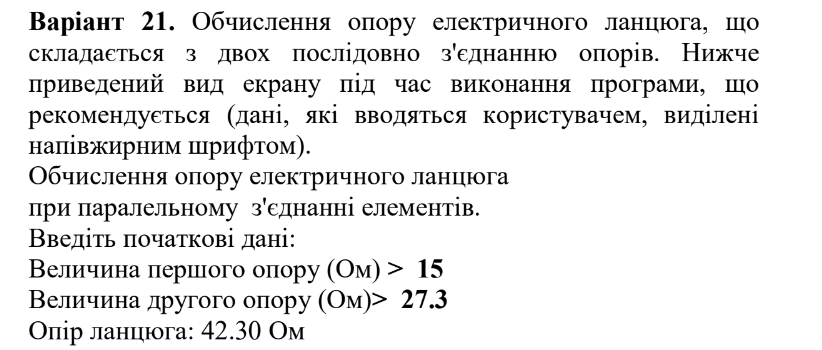 Варіант 21. Обчислення опору електричного ланцюга, що
складається з двох послідовно з'єднанню опорів. Нижче
приведений вид екрану під час виконання програми, що
рекомендується (дані, які вводяться користувачем, виділені
напівжирним шрифтом).
Обчислення опору електричного ланцюга
при паралельному з'єднанні елементів.
Введіть початкові дані:
Величина першого опору (Ом) > 15
Величина другого опору (Ом)> 27.3
Опір ланцюга: 42.30 Ом